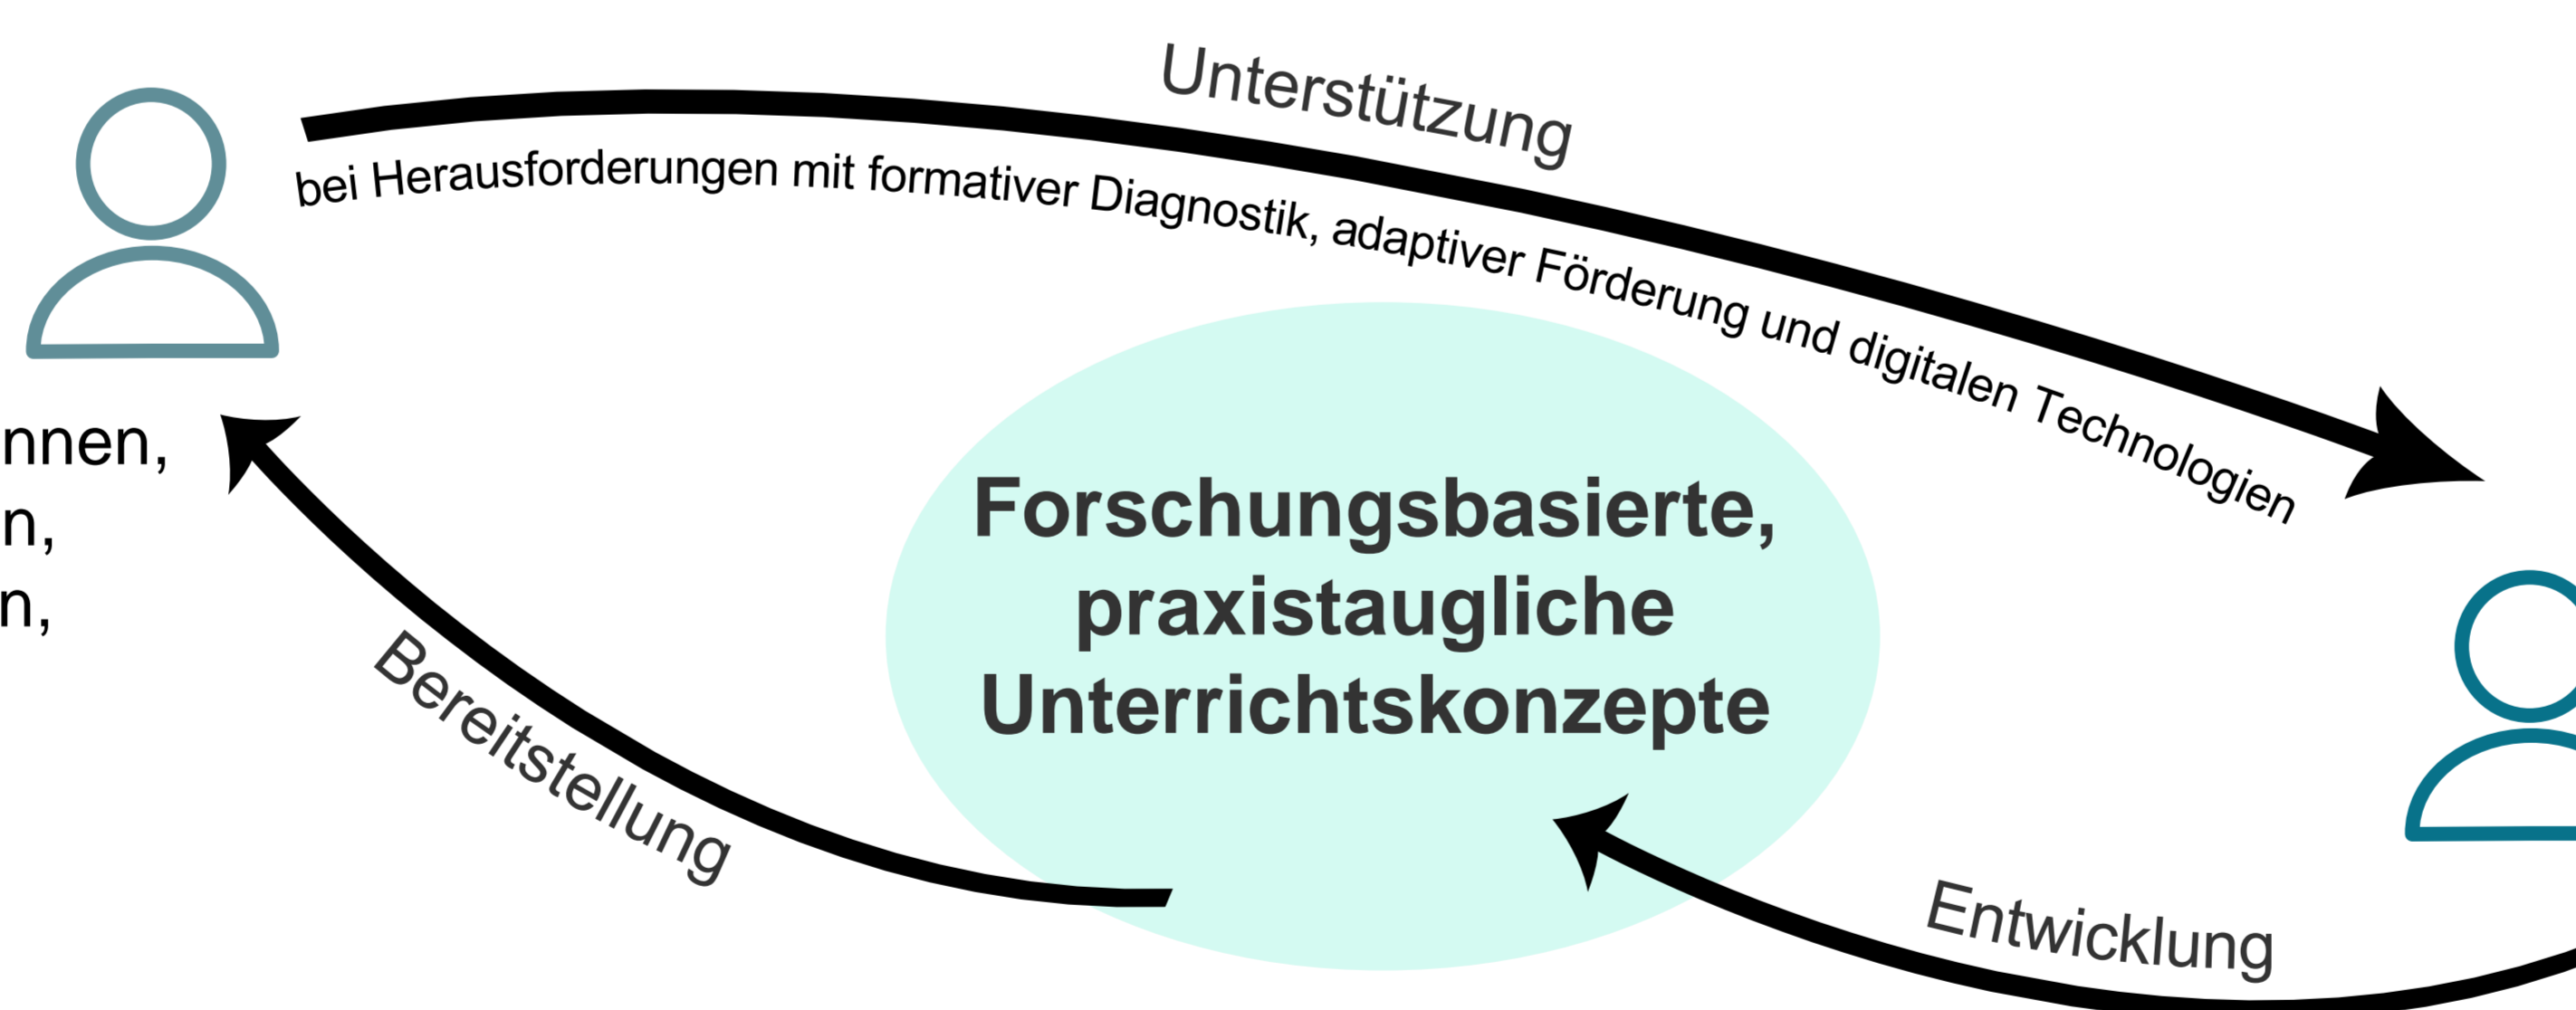 Unterstützung
bei Herausforderungen mit formativer Diagnostik, adaptiver Förderung und digitalen Technologien
nnen,
n,
n,
Forschungsbasierte,
praxistaugliche
Unterrichtskonzepte
Bereitstellung
Entwicklung